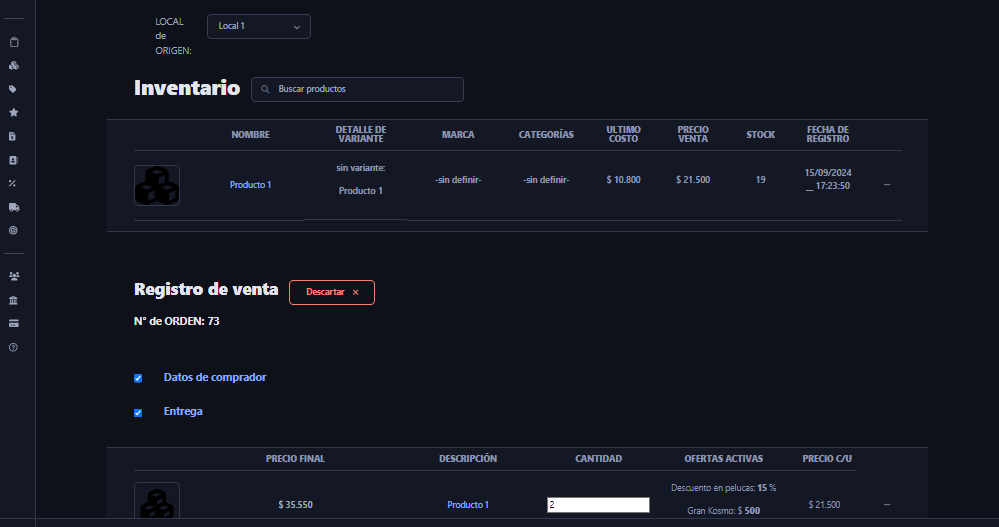 LOCAL
de
ORIGEN:
Local 1
Inventario
Buscar productos
NOMBRE DETALLE DE VARIANTE MARCA CATEGORÍAS ULTIMO COSTO PRECIO VENTA STOCK FECHA DE REGISTRO
sin variante:
Producto 1 Producto 1 -sin definir- -sin definir- $ 10.800 $ 21.500 19 15/09/2024 __ 17:23:50 ...
Registro de venta
Descartar ×
N° de ORDEN: 73
Datos de comprador
Entrega
PRECIO FINAL DESCRIPCIÓN CANTIDAD OFERTAS ACTIVAS PRECIO C/U
Descuento en pelucas: 15 %
$ 35.550 Producto 1 2 Gran Kosmo: $ 500 $ 21.500 ...